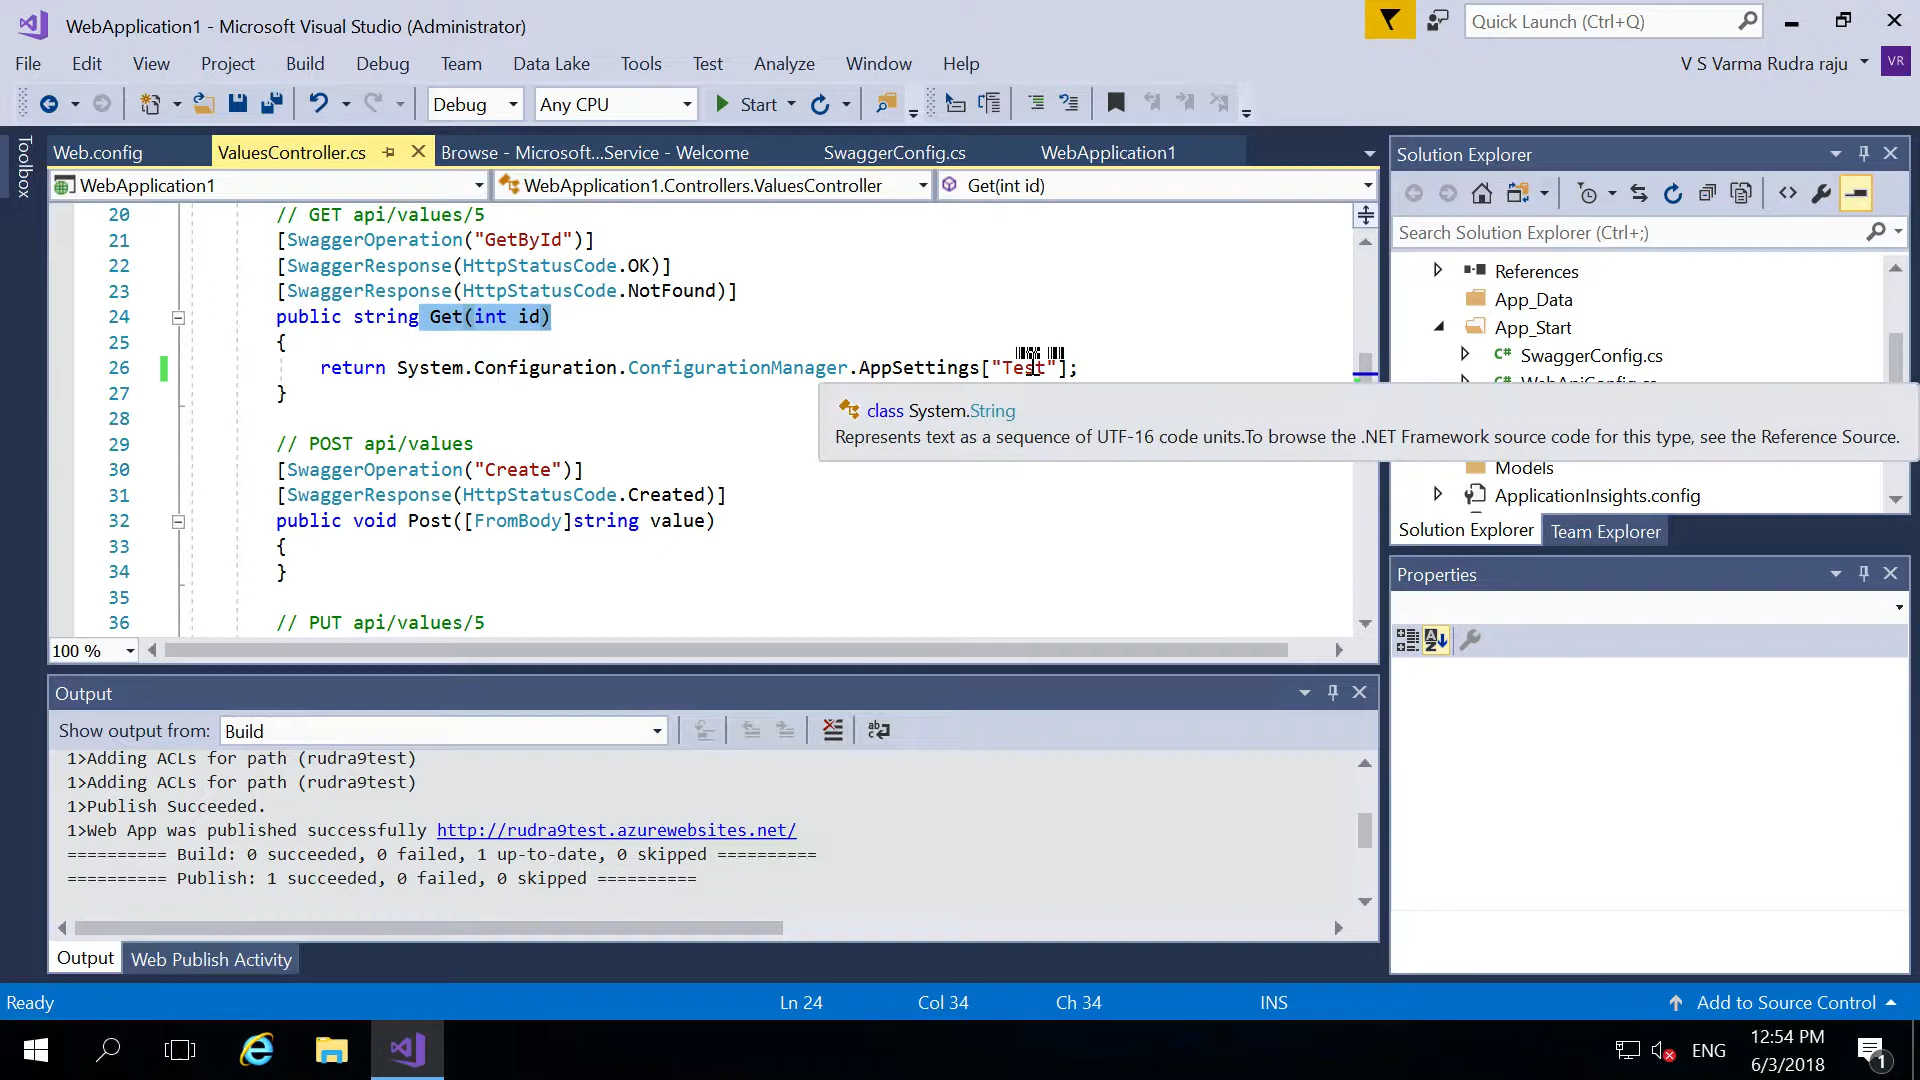 WebApplication1 - Microsoft Visual Studio (Administrator)
Quick Launch (Ctrl+Q)
File Edit View Project Build Debug Team Data Lake Tools Test Analyze Window Help
V S Varma Rudra raju VR
Debug Any CPU Start
Toolbox
Web.config ValuesController.cs Browse - Microsoft...Service - Welcome SwaggerConfig.cs WebApplication1
WebApplication1 WebApplication1.Controllers.ValuesController Get(int id)
20 // GET api/values/5
21 [SwaggerOperation("GetById")]
22 [SwaggerResponse(HttpStatusCode.OK)]
23 [SwaggerResponse(HttpStatusCode.NotFound)]
24 public string Get(int id)
25 {
26 return System.Configuration.ConfigurationManager.AppSettings["Test"];
27 }
28
29 // POST api/values
30 [SwaggerOperation("Create")]
31 [SwaggerResponse(HttpStatusCode.Created)]
32 public void Post([FromBody]string value)
33 {
34 }
35
36 // PUT api/values/5
class System.String
Represents text as a sequence of UTF-16 code units.To browse the .NET Framework source code for this type, see the Reference Source.
100 %
Solution Explorer
Search Solution Explorer (Ctrl+;)
References
App_Data
App_Start
C# SwaggerConfig.cs
C# WebApiConfig.cs
Models
ApplicationInsights.config
Solution Explorer Team Explorer
Properties
Output
Show output from: Build
1>Adding ACLs for path (rudra9test)
1>Adding ACLs for path (rudra9test)
1>Publish Succeeded.
1>Web App was published successfully http://rudra9test.azurewebsites.net/
========== Build: 0 succeeded, 0 failed, 1 up-to-date, 0 skipped ==========
========== Publish: 1 succeeded, 0 failed, 0 skipped ==========
Output Web Publish Activity
Ready Ln 24 Col 34 Ch 34 INS Add to Source Control
ENG 12:54 PM
6/3/2018 1